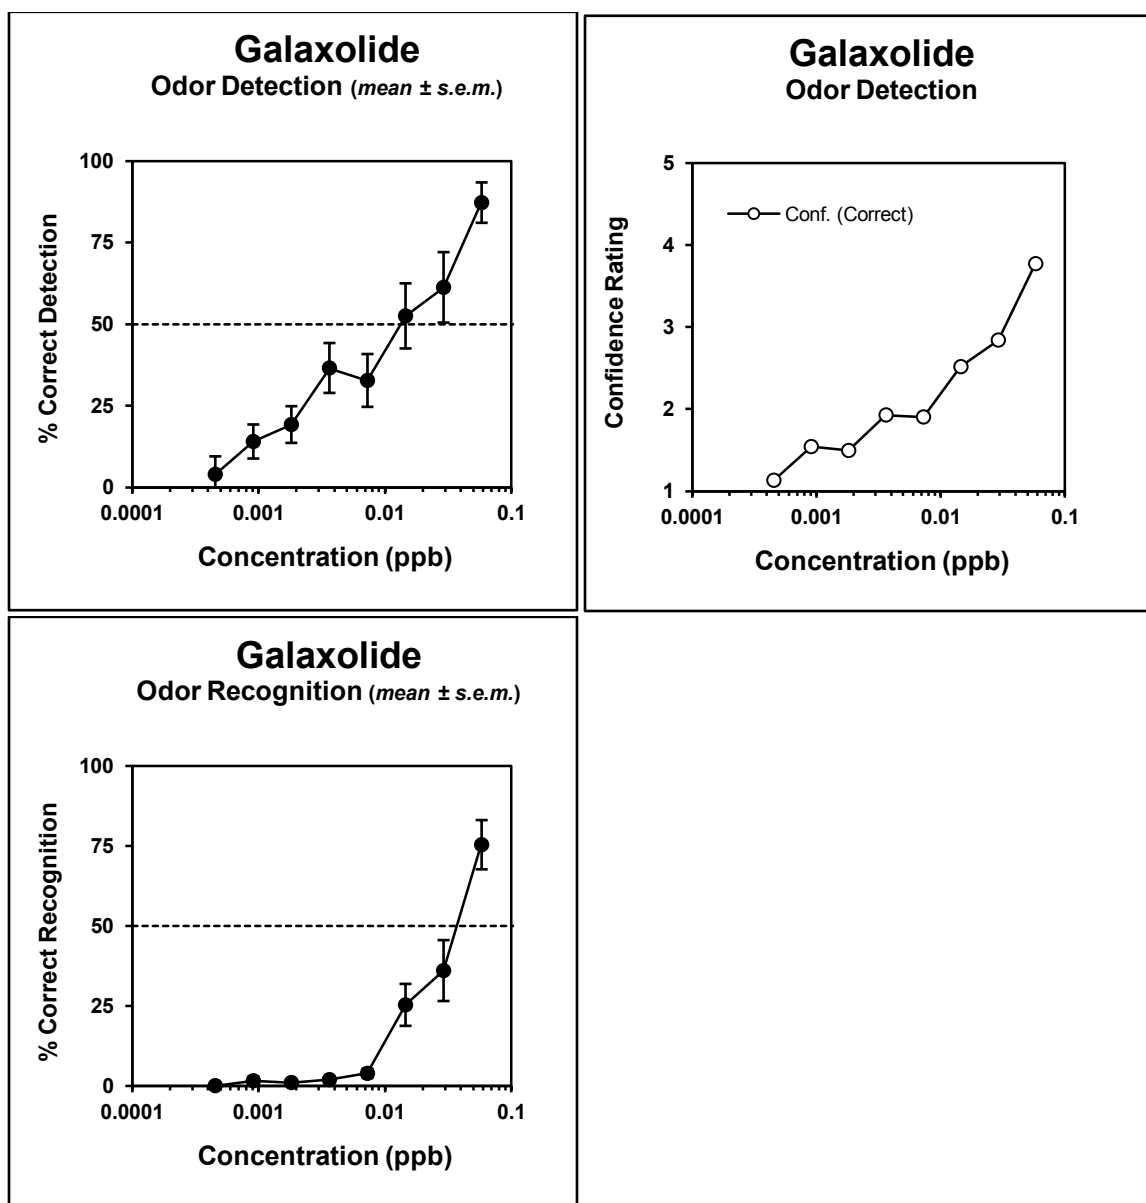 Galaxolide
Odor Detection (mean ± s.e.m.)
% Correct Detection
100
75
50
25
0
0.0001 0.001 0.01 0.1
Concentration (ppb)
Galaxolide
Odor Detection
Confidence Rating
5
Conf. (Correct)
4
3
2
1
0.0001 0.001 0.01 0.1
Concentration (ppb)
Galaxolide
Odor Recognition (mean ± s.e.m.)
% Correct Recognition
100
75
50
25
0
0.0001 0.001 0.01 0.1
Concentration (ppb)